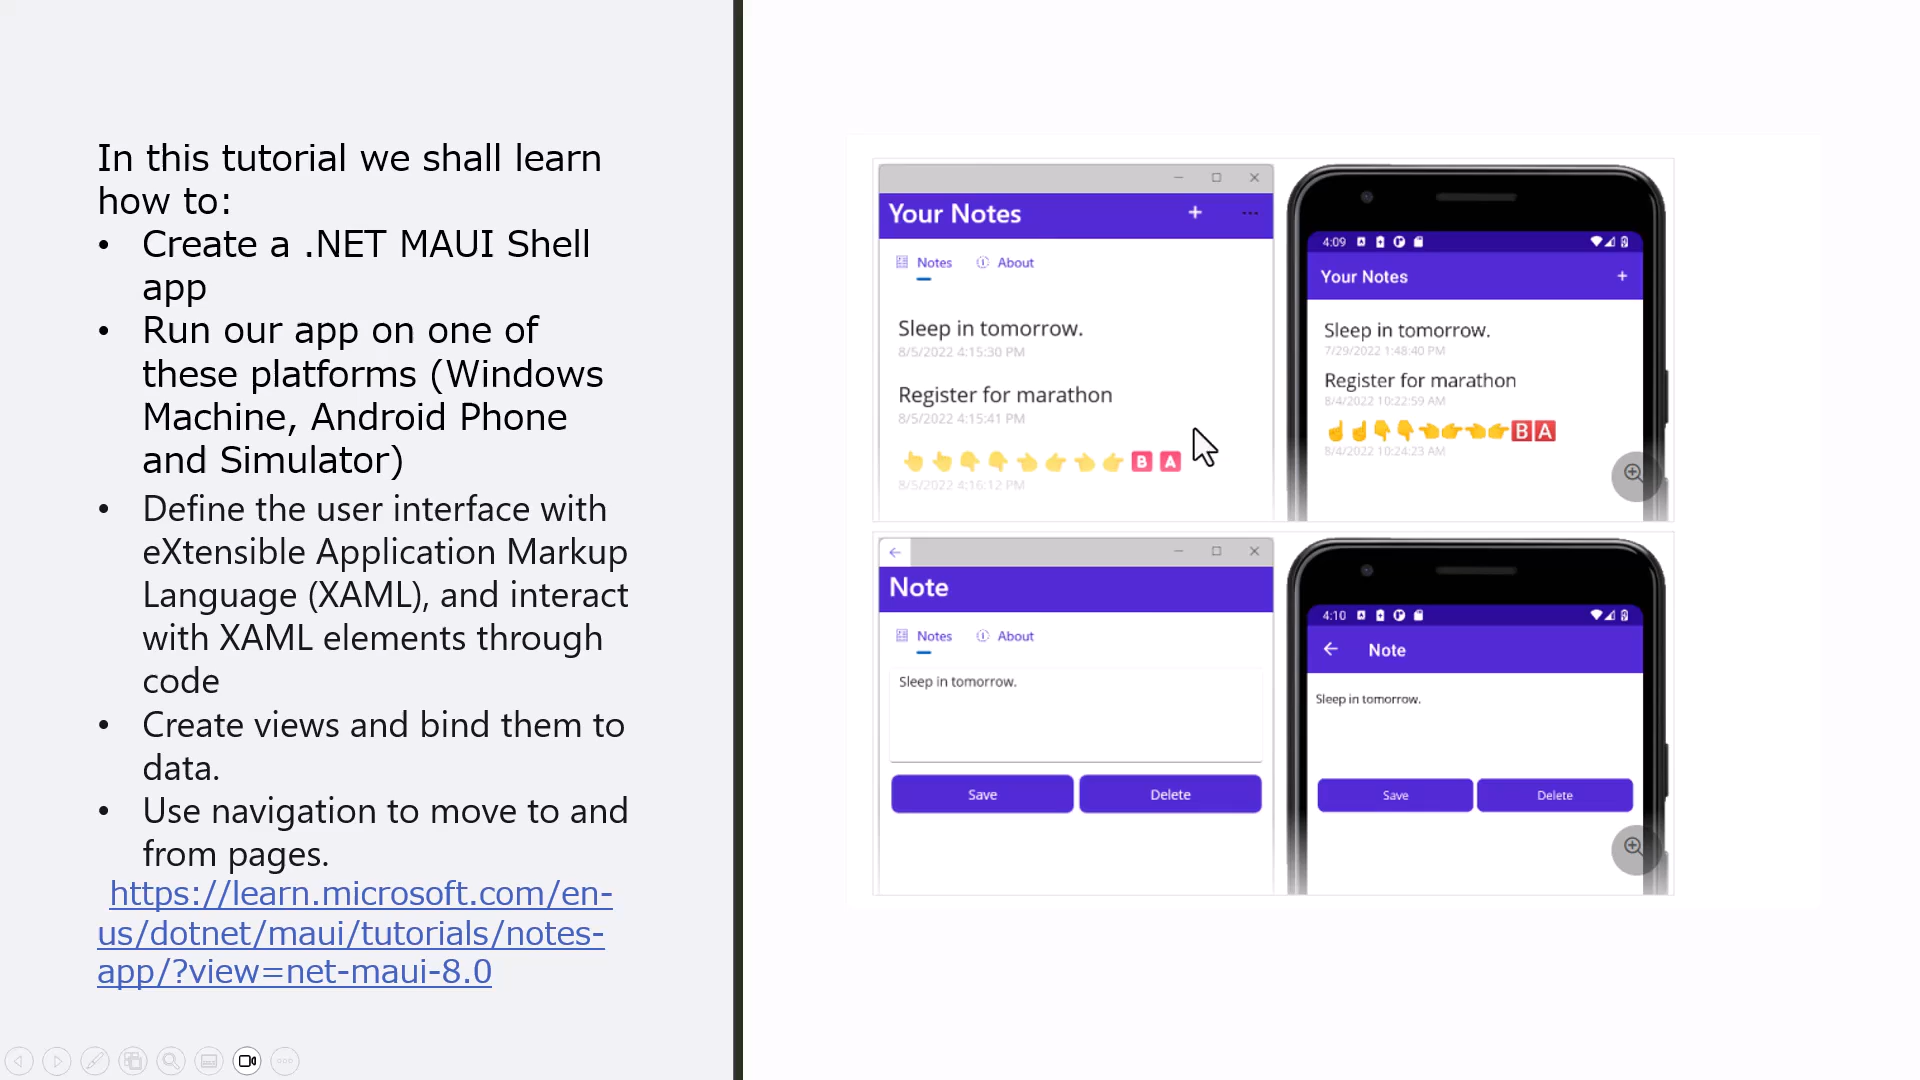 In this tutorial we shall learn
how to:
• Create a .NET MAUI Shell
app
• Run our app on one of
these platforms (Windows
Machine, Android Phone
and Simulator)
• Define the user interface with
eXtensible Application Markup
Language (XAML), and interact
with XAML elements through
code
• Create views and bind them to
data.
• Use navigation to move to and
from pages.
https://learn.microsoft.com/en-
us/dotnet/maui/tutorials/notes-
app/?view=net-maui-8.0
Your Notes
Notes About
Sleep in tomorrow.
8/5/2022 4:15:30 PM
Register for marathon
8/5/2022 4:15:41 PM
👆👆👇👇👈👉👈👉🅱🅰
8/5/2022 4:16:12 PM
4:09
Your Notes
Sleep in tomorrow.
7/29/2022 1:48:40 PM
Register for marathon
8/4/2022 10:22:59 AM
☝☝👇👇👈👉👈👉🅱🅰
8/4/2022 10:24:23 AM
Note
Notes About
Sleep in tomorrow.
Save Delete
4:10
Note
Sleep in tomorrow.
Save Delete